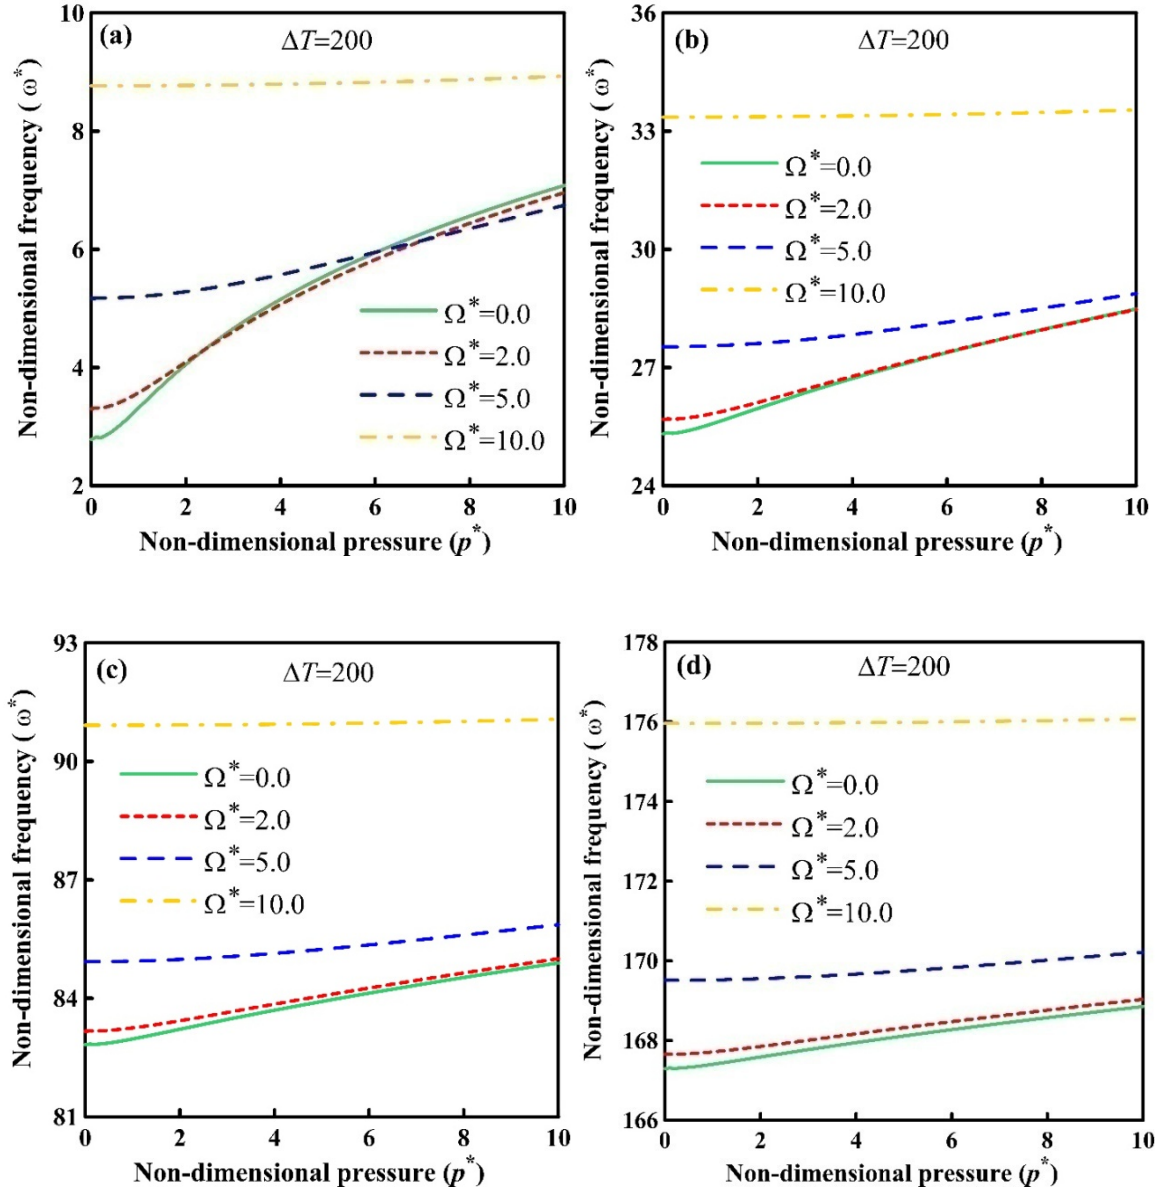 (a)
ΔT=200
Non-dimensional frequency ( ω*)
10
8
6
4
2
Ω*=0.0
Ω*=2.0
Ω*=5.0
Ω*=10.0
0 2 4 6 8 10
Non-dimensional pressure (p*)
(b)
ΔT=200
Non-dimensional frequency ( ω*)
36
33
30
27
24
Ω*=0.0
Ω*=2.0
Ω*=5.0
Ω*=10.0
0 2 4 6 8 10
Non-dimensional pressure (p*)
(c)
ΔT=200
Non-dimensional frequency ( ω*)
93
90
87
84
81
Ω*=0.0
Ω*=2.0
Ω*=5.0
Ω*=10.0
0 2 4 6 8 10
Non-dimensional pressure (p*)
(d)
ΔT=200
Non-dimensional frequency ( ω*)
178
176
174
172
170
168
166
Ω*=0.0
Ω*=2.0
Ω*=5.0
Ω*=10.0
0 2 4 6 8 10
Non-dimensional pressure (p*)